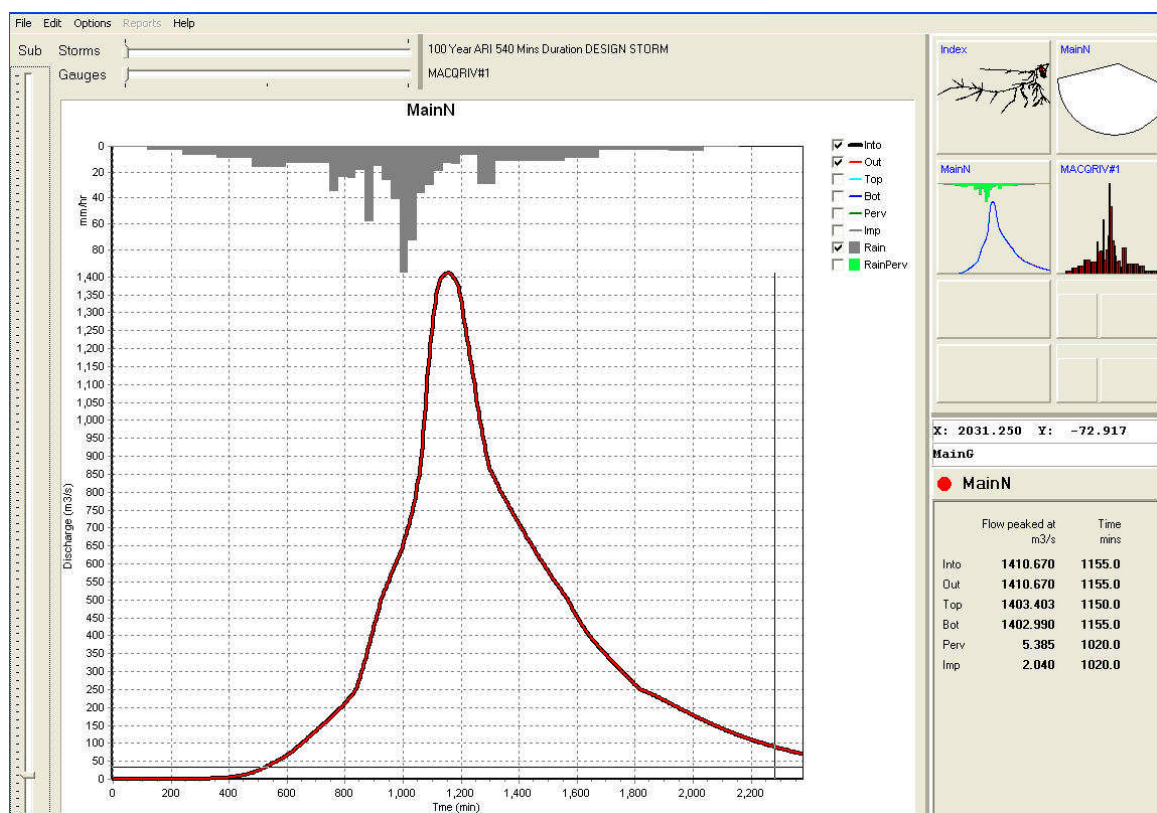 File Edit Options Reports Help
Sub Storms 100 Year ARI 540 Mins Duration DESIGN STORM
Gauges MACQRIV#1
MainN
0
20
40
60
80
mm/hr
1,400
1,350
1,300
1,250
1,200
1,150
1,100
1,050
1,000
950
900
850
800
750
700
650
600
550
500
450
400
350
300
250
200
150
100
50
0
Discharge (m3/s)
0 200 400 600 800 1,000 1,200 1,400 1,600 1,800 2,000 2,200
Tme (min)
Into
Out
Top
Bot
Perv
Imp
Rain
RainPerv
Index MainN
MainN MACQRIV#1
X: 2031.250 Y: -72.917
MainG
MainN
Flow peaked at Time
m3/s mins
Into 1410.670 1155.0
Out 1410.670 1155.0
Top 1403.403 1150.0
Bot 1402.990 1155.0
Perv 5.385 1020.0
Imp 2.040 1020.0